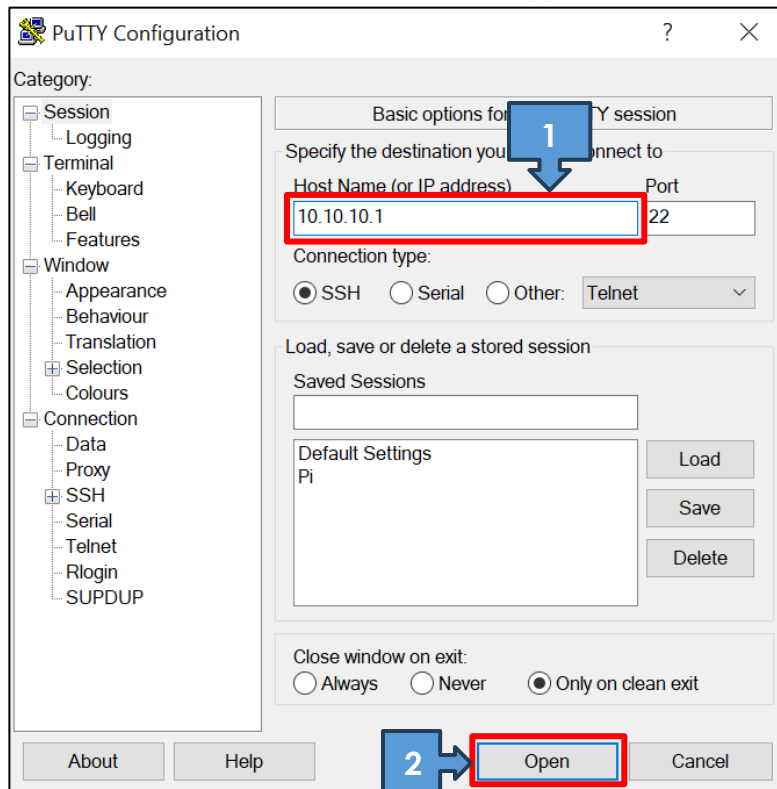 PuTTY Configuration ? ×
Category:
Session
Logging
Terminal
Keyboard
Bell
Features
Window
Appearance
Behaviour
Translation
Selection
Colours
Connection
Data
Proxy
SSH
Serial
Telnet
Rlogin
SUPDUP
Basic options for TY session
1
Specify the destination you nnect to
Host Name (or IP address) Port
10.10.10.1 22
Connection type:
SSH Serial Other: Telnet
Load, save or delete a stored session
Saved Sessions
Default Settings
Pi
Load
Save
Delete
Close window on exit:
Always Never Only on clean exit
About Help 2 Open Cancel